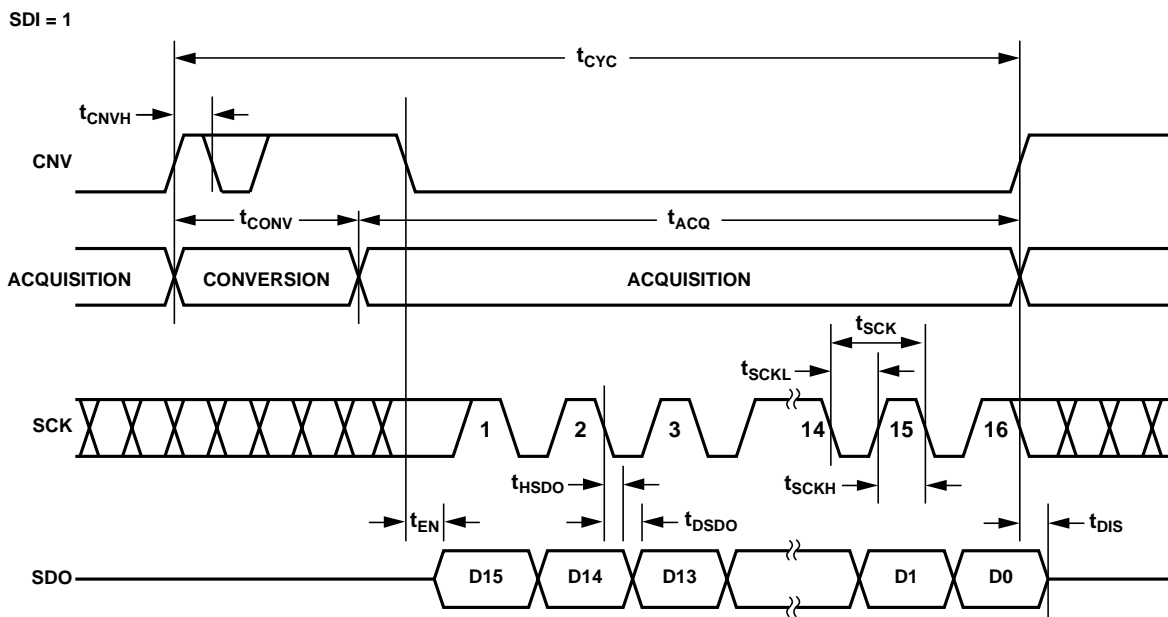 SDI = 1
tCYC
tCNVH
CNV
tCONV
tACQ
ACQUISITION
CONVERSION
ACQUISITION
tSCK
tSCKL
SCK
1
2
3
14
15
16
tHSDO
tSCKH
tEN
tDSDO
tDIS
SDO
D15
D14
D13
D1
D0